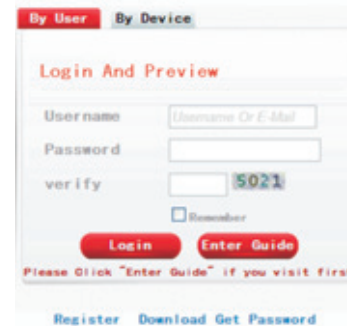 By User By Device
Login And Preview
Username Username Or E-Mail
Password
verify 5021
Remember
Login Enter Guide
Please Click "Enter Guide" if you visit firs
Register Download Get Password